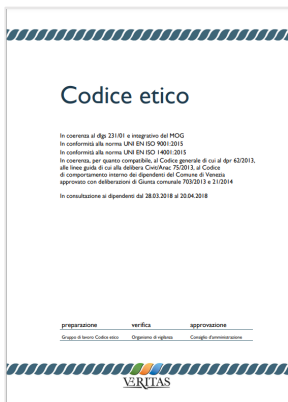 Codice etico
In coerenza al dlgs 231/01 e integrativo del MOG
In conformità alla norma UNI EN ISO 9001:2015
In conformità alla norma UNI EN ISO 14001:2015
In coerenza, per quanto compatibile, al Codice generale di cui al dpr 62/2013,
alle linee guida di cui alla delibera Civit/Anac 75/2013, al Codice
di comportamento interno dei dipendenti del Comune di Venezia
approvato con deliberazioni di Giunta comunale 703/2013 e 21/2014
In consultazione ai dipendenti dal 28.03.2018 al 20.04.2018
preparazione verifica approvazione
Gruppo di lavoro Codice etico Organismo di vigilanza Consiglio d'amministrazione
VERITAS